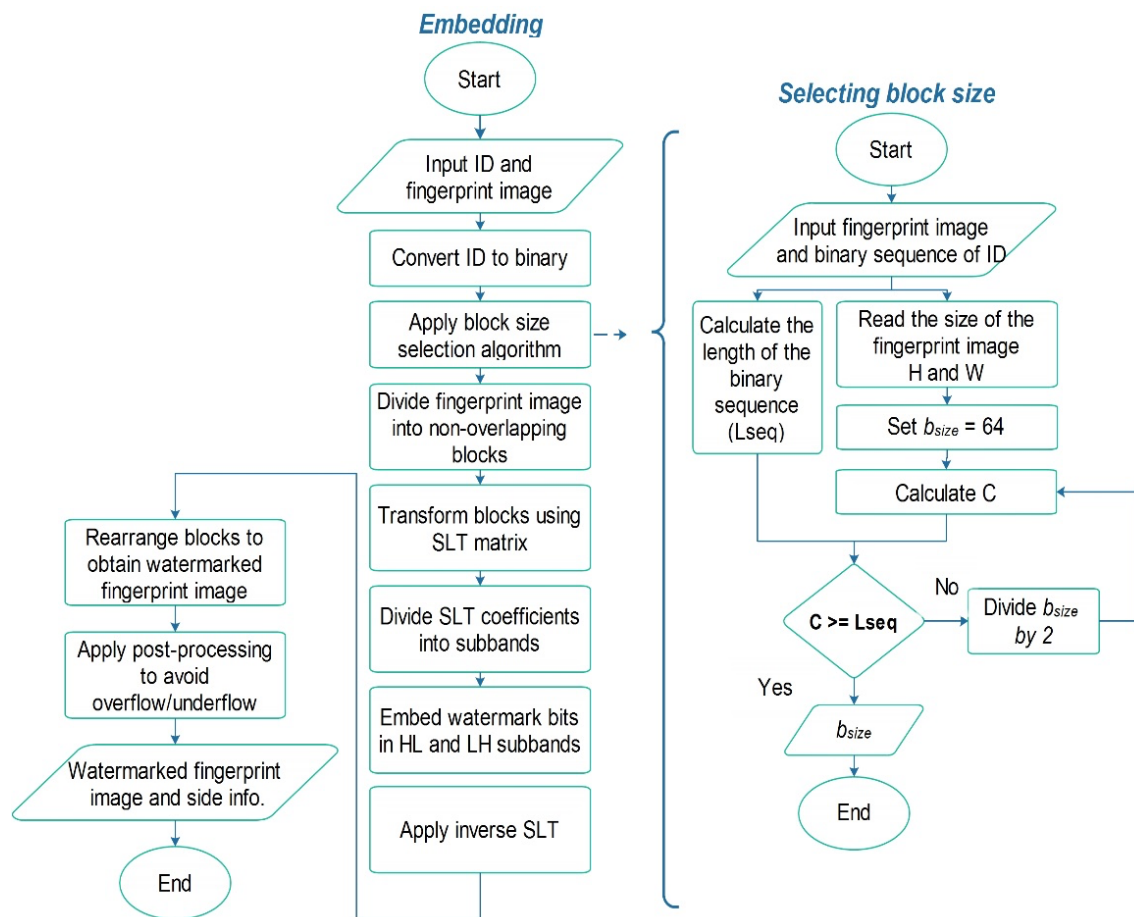 Embedding
Start
Input ID and
fingerprint image
Convert ID to binary
Apply block size
selection algorithm
Divide fingerprint image
into non-overlapping
blocks
Transform blocks using
SLT matrix
Divide SLT coefficients
into subbands
Embed watermark bits
in HL and LH subbands
Apply inverse SLT
Rearrange blocks to
obtain watermarked
fingerprint image
Apply post-processing
to avoid
overflow/underflow
Watermarked fingerprint
image and side info.
End
Selecting block size
Start
Input fingerprint image
and binary sequence of ID
Calculate the
length of the
binary
sequence
(Lseq)
Read the size of the
fingerprint image
H and W
Set bsize = 64
Calculate C
C >= Lseq
No
Divide bsize
by 2
Yes
bsize
End